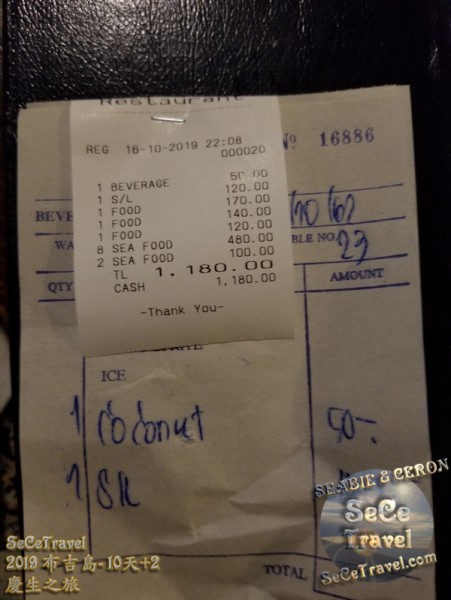 Restaurant
REG 16-10-2019 22:08
000020
1 BEVERAGE 50.00
1 S/L 120.00
1 FOOD 170.00
1 FOOD 140.00
1 FOOD 120.00
8 SEA FOOD 480.00
2 SEA FOOD 100.00
TL 1,180.00
CASH 1,180.00
-Thank You-
Nº 16886
BEVE
WA
BLE NO. 23
QTY
AMOUNT
ICE
1 Coconut 50-
1 SR
TOTAL
SEABIE & CERON
SeCe
Travel
SeCeTravel.com
SeCeTravel
2019 布吉島-10天+2
慶生之旅